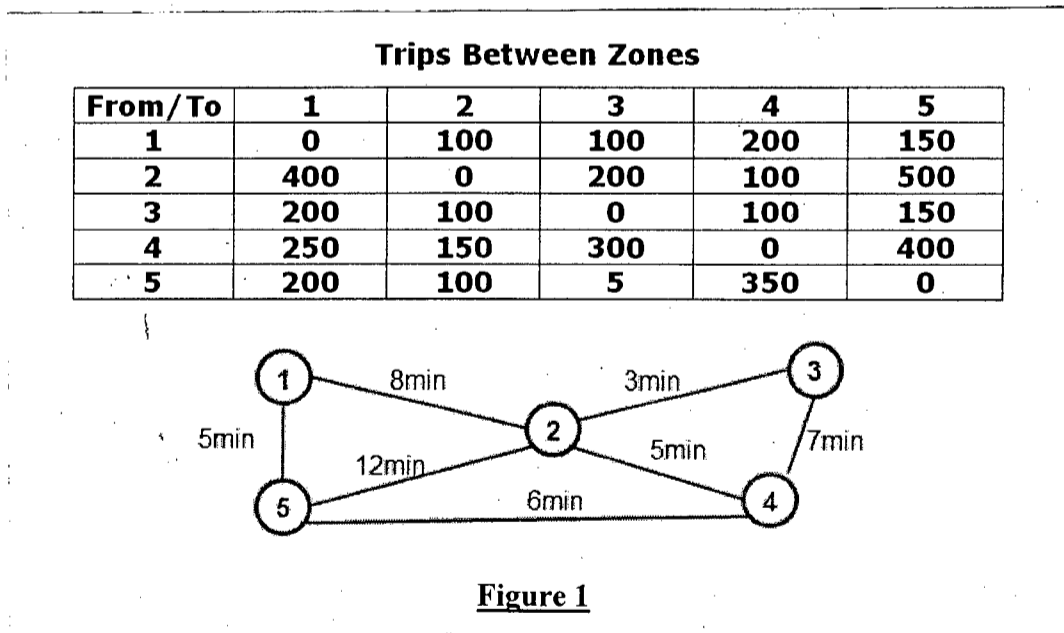 Trips Between Zones
From/To 1 2 3 4 5
1 0 100 100 200 150
2 400 0 200 100 500
3 200 100 0 100 150
4 250 150 300 0 400
5 200 100 5 350 0
1 8min 3min 3
5min 2 5min 7min
12min 6min
5 4
Figure 1